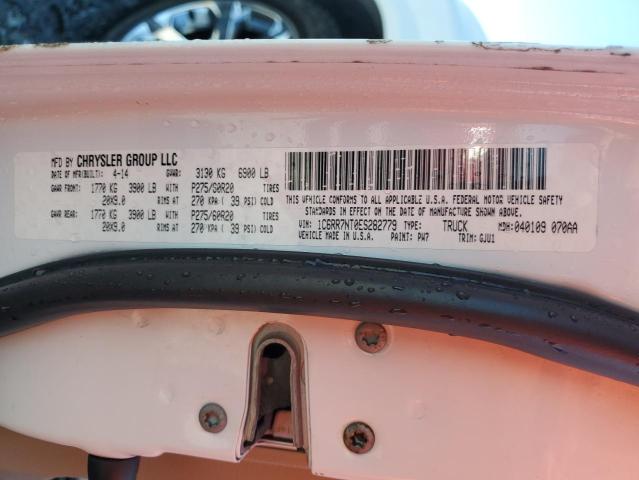 MFD BY CHRYSLER GROUP LLC
DATE OF MFR(BUILT): 4-14 GVWR: 3130 KG 6900 LB
GAWR FRONT: 1770 KG 3900 LB WITH P275/60R20 TIRES
20X9.0 RIMS AT 270 KPA ( 39 PSI) COLD
GAWR REAR: 1770 KG 3900 LB WITH P275/60R20 TIRES
20X9.0 RIMS AT 270 KPA ( 39 PSI) COLD
THIS VEHICLE CONFORMS TO ALL APPLICABLE U.S.A. FEDERAL MOTOR VEHICLE SAFETY
STANDARDS IN EFFECT ON THE DATE OF MANUFACTURE SHOWN ABOVE.
VIN: 1C6RR7NT0ES282779 TYPE: TRUCK MDH: 040109 070AA
VEHICLE MADE IN U.S.A. PAINT: PW7 TRIM: GJU1